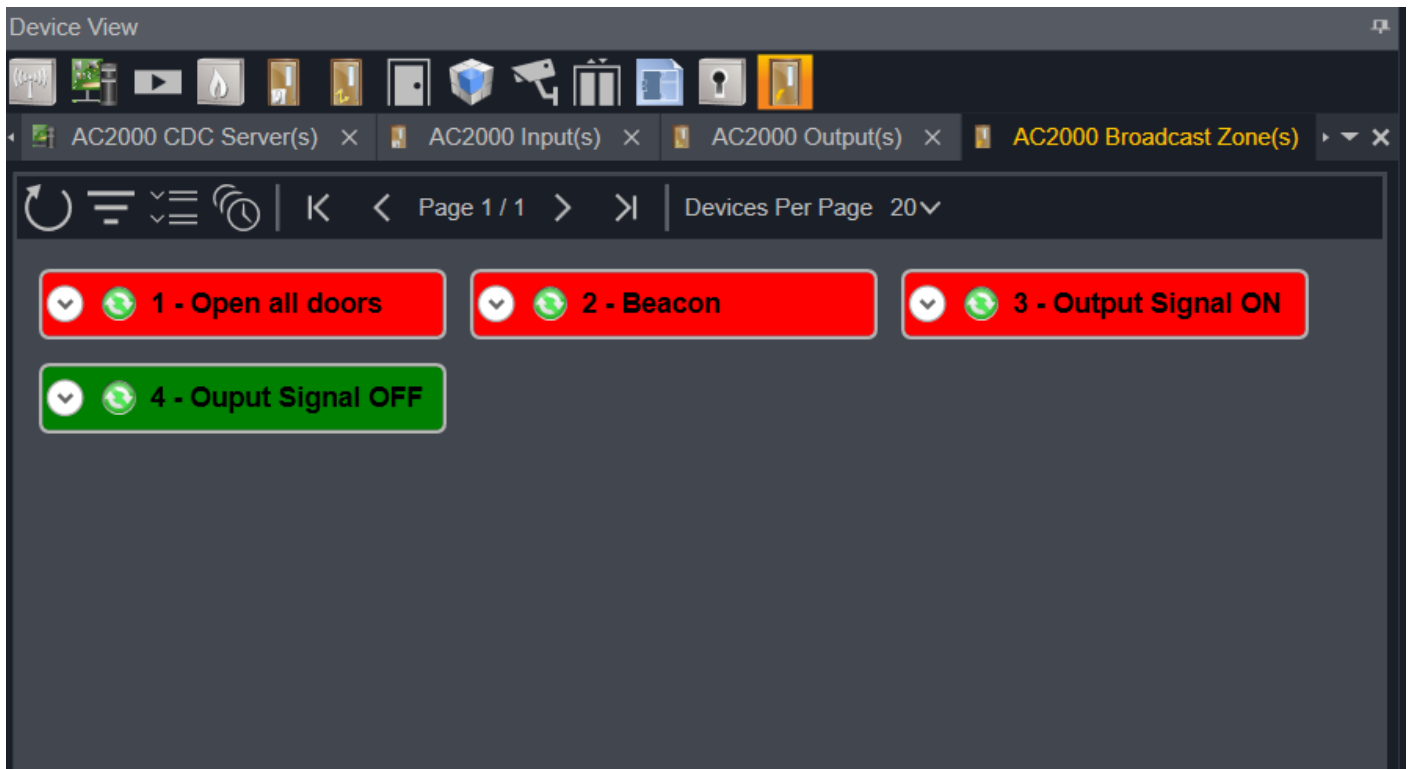 Device View
AC2000 CDC Server(s) AC2000 Input(s) AC2000 Output(s) AC2000 Broadcast Zone(s)
Page 1 / 1 Devices Per Page 20
1 - Open all doors 2 - Beacon 3 - Output Signal ON
4 - Ouput Signal OFF